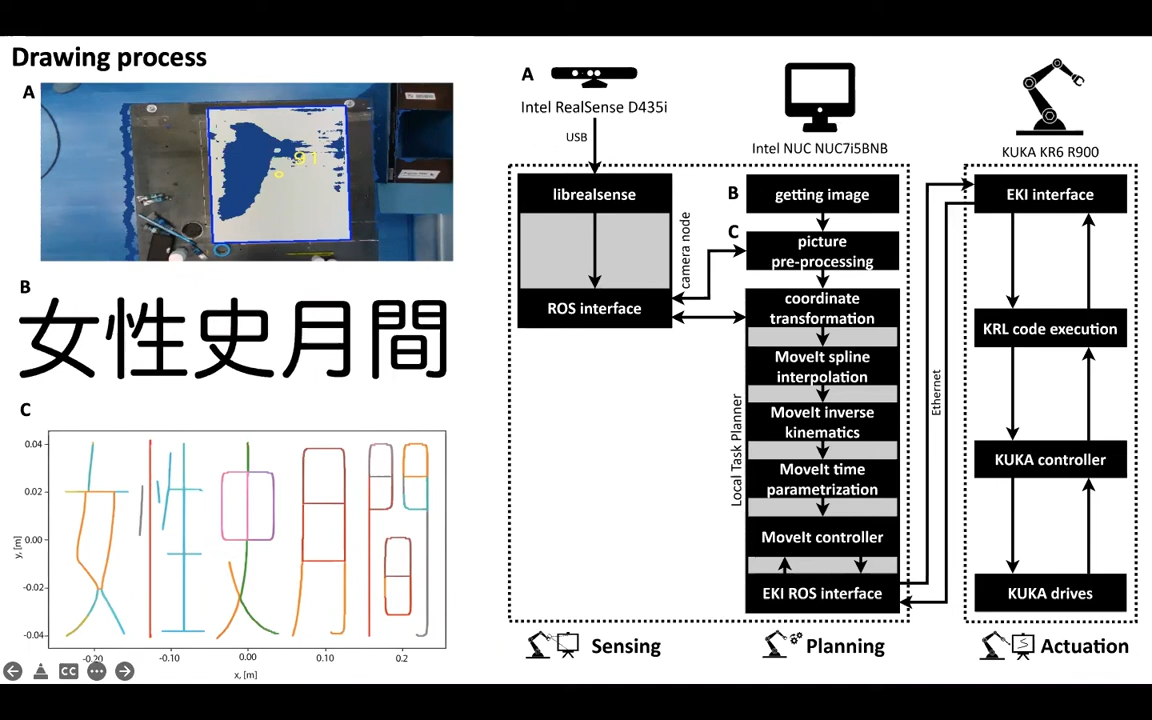 Drawing process
A
91
B
女性史月間
C
0.04
0.02
0.00
-0.02
-0.04
y, [m]
-0.20
-0.10
0.00
0.10
0.2
x, [m]
CC
A
Intel RealSense D435i
USB
librealsense
ROS interface
camera node
Intel NUC NUC7i5BNB
B
getting image
C
picture
pre-processing
coordinate
transformation
MoveIt spline
interpolation
MoveIt inverse
kinematics
MoveIt time
parametrization
MoveIt controller
EKI ROS interface
Local Task Planner
Ethernet
KUKA KR6 R900
EKI interface
KRL code execution
KUKA controller
KUKA drives
Sensing
Planning
Actuation